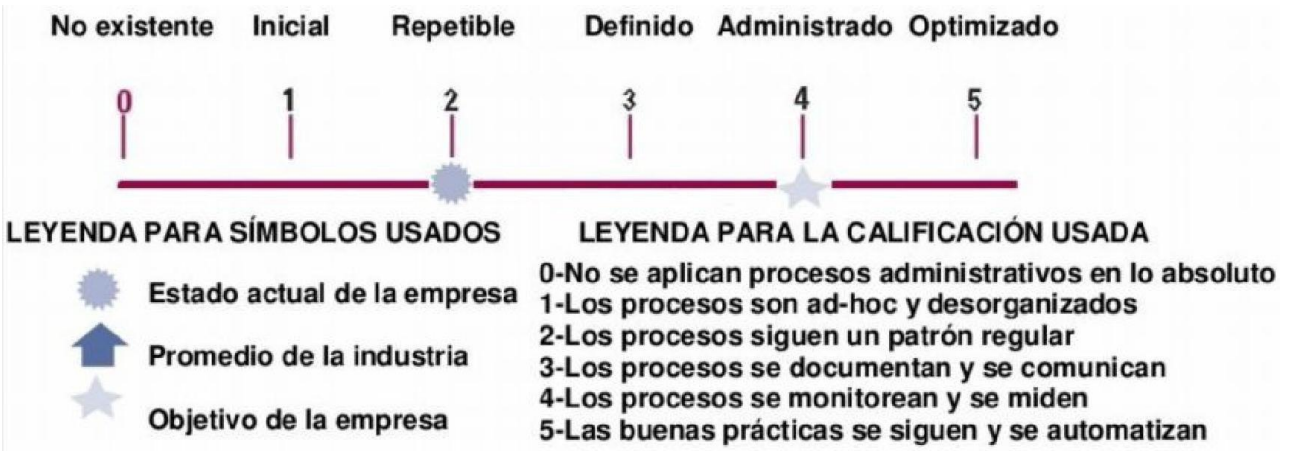 No existente Inicial Repetible Definido Administrado Optimizado
0 1 2 3 4 5
LEYENDA PARA SÍMBOLOS USADOS
Estado actual de la empresa
Promedio de la industria
Objetivo de la empresa
LEYENDA PARA LA CALIFICACIÓN USADA
0-No se aplican procesos administrativos en lo absoluto
1-Los procesos son ad-hoc y desorganizados
2-Los procesos siguen un patrón regular
3-Los procesos se documentan y se comunican
4-Los procesos se monitorean y se miden
5-Las buenas prácticas se siguen y se automatizan